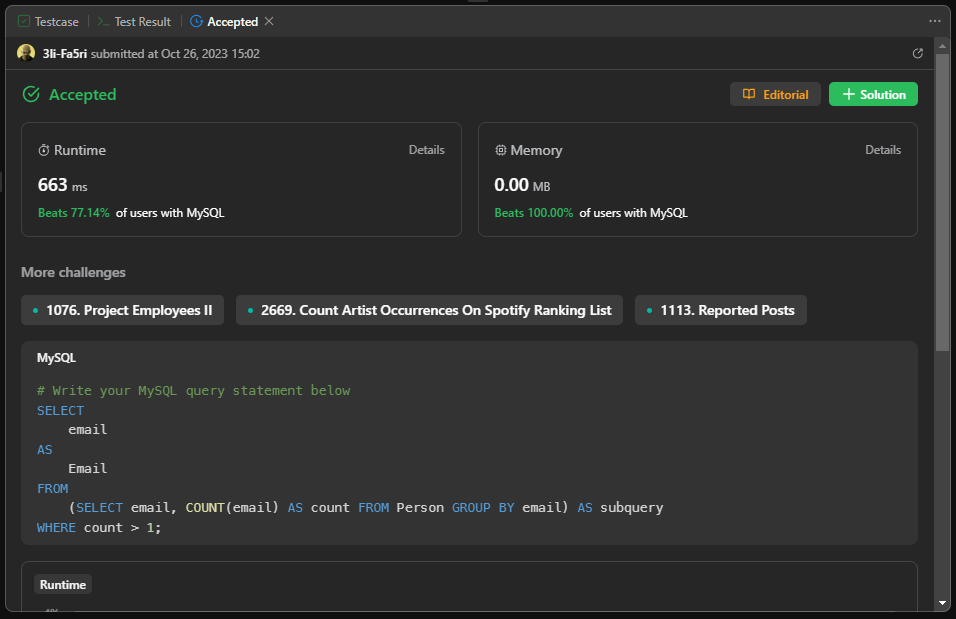 Testcase Test Result Accepted
3li-Fa5ri submitted at Oct 26, 2023 15:02
Accepted Editorial Solution
Runtime Details
663 ms
Beats 77.14% of users with MySQL
Memory Details
0.00 MB
Beats 100.00% of users with MySQL
More challenges
1076. Project Employees II 2669. Count Artist Occurrences On Spotify Ranking List 1113. Reported Posts
MySQL
# Write your MySQL query statement below
SELECT
    email
AS
    Email
FROM
    (SELECT email, COUNT(email) AS count FROM Person GROUP BY email) AS subquery
WHERE count > 1;
Runtime